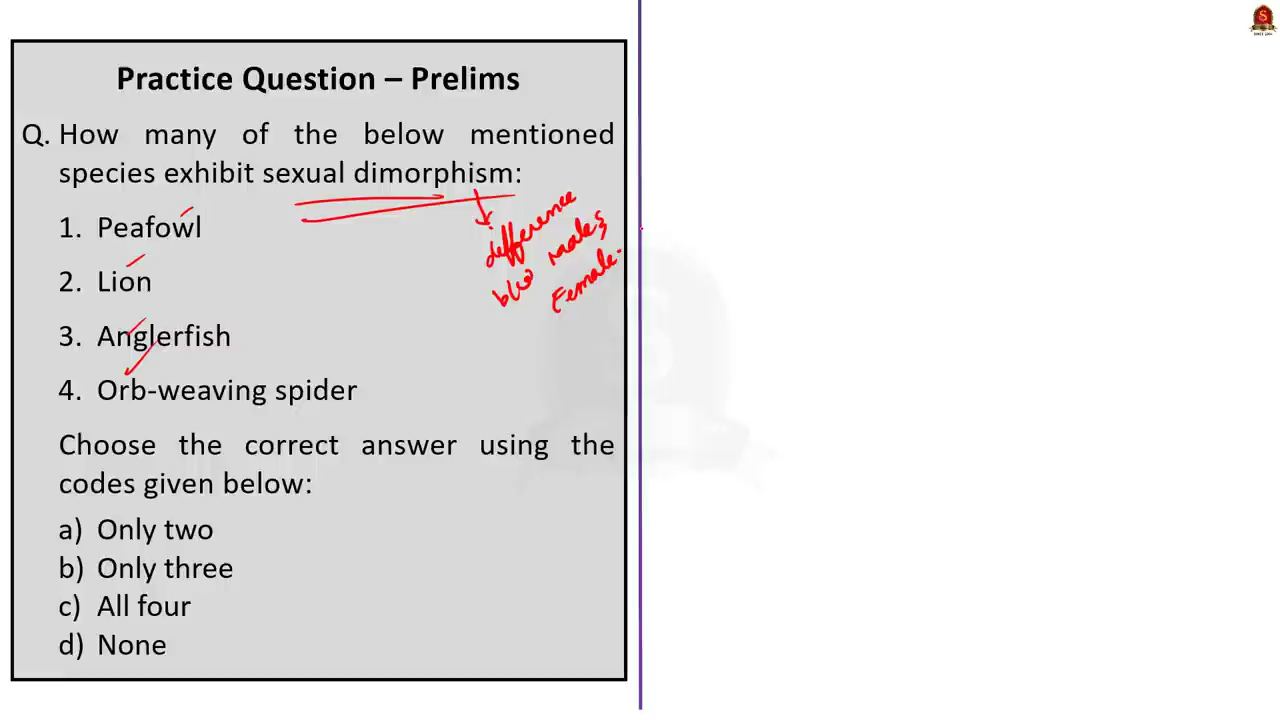 Practice Question – Prelims
Q. How many of the below mentioned
species exhibit sexual dimorphism:
1. Peafowl
2. Lion
3. Anglerfish
4. Orb-weaving spider
difference
b/w males
Female.
Choose the correct answer using the
codes given below:
a) Only two
b) Only three
c) All four
d) None